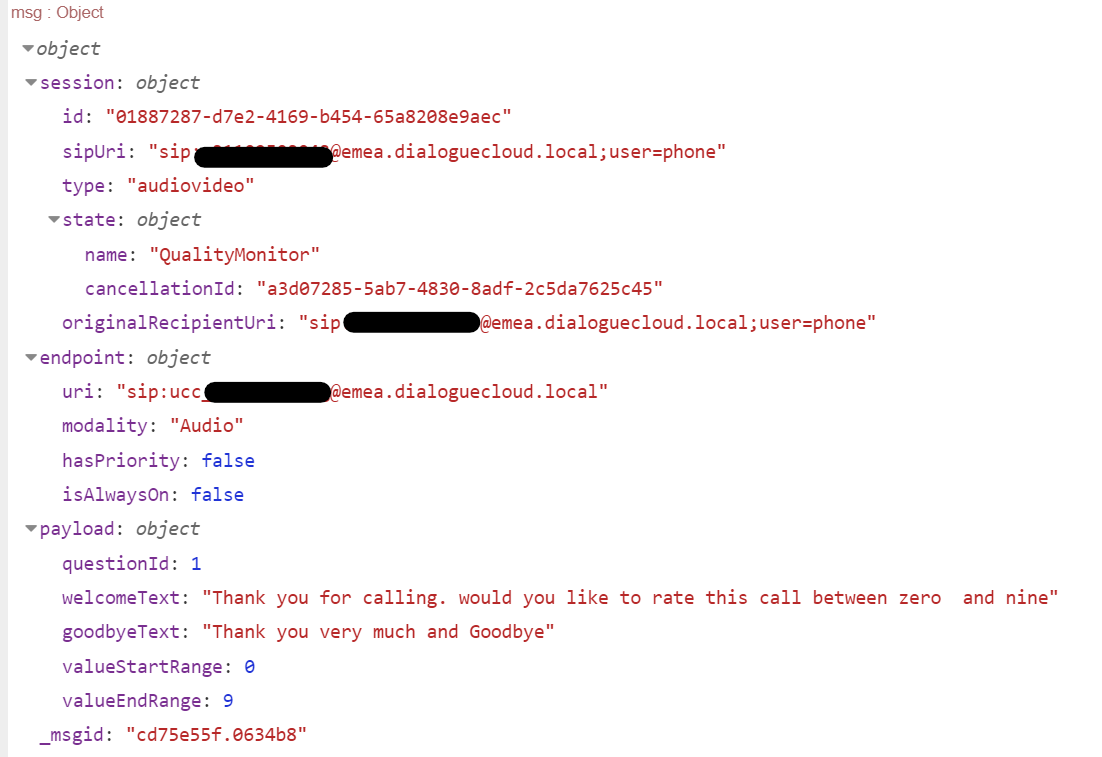 msg : Object
object
session: object
id: "01887287-d7e2-4169-b454-65a8208e9aec"
sipUri: "sip: @emea.dialoguecloud.local;user=phone"
type: "audiovideo"
state: object
name: "QualityMonitor"
cancellationId: "a3d07285-5ab7-4830-8adf-2c5da7625c45"
originalRecipientUri: "sip @emea.dialoguecloud.local;user=phone"
endpoint: object
uri: "sip:ucc_ @emea.dialoguecloud.local"
modality: "Audio"
hasPriority: false
isAlwaysOn: false
payload: object
questionId: 1
welcomeText: "Thank you for calling. would you like to rate this call between zero  and nine"
goodbyeText: "Thank you very much and Goodbye"
valueStartRange: 0
valueEndRange: 9
_msgid: "cd75e55f.0634b8"